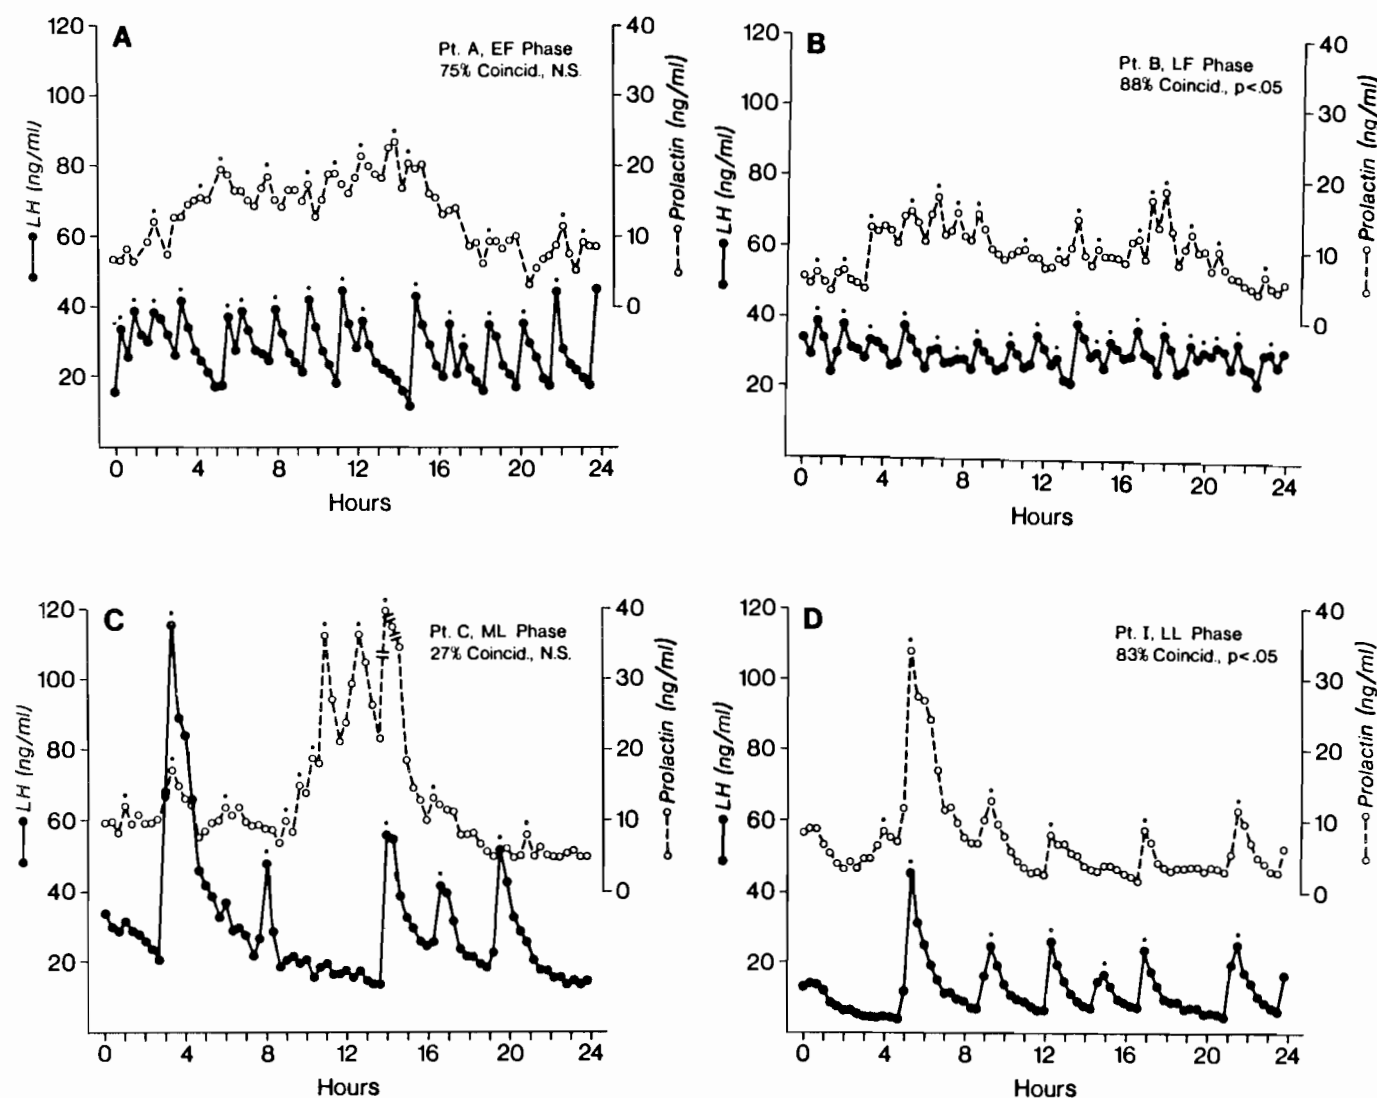 A
Pt. A, EF Phase
75% Coincid., N.S.
LH (ng/ml)
120
100
80
60
40
20
Prolactin (ng/ml)
40
30
20
10
0
0 4 8 12 16 20 24
Hours
B
Pt. B, LF Phase
88% Coincid., p<.05
LH (ng/ml)
120
100
80
60
40
20
Prolactin (ng/ml)
40
30
20
10
0
0 4 8 12 16 20 24
Hours
C
Pt. C, ML Phase
27% Coincid., N.S.
LH (ng/ml)
120
100
80
60
40
20
Prolactin (ng/ml)
40
30
20
10
0
0 4 8 12 16 20 24
Hours
D
Pt. I, LL Phase
83% Coincid., p<.05
LH (ng/ml)
120
100
80
60
40
20
Prolactin (ng/ml)
40
30
20
10
0
0 4 8 12 16 20 24
Hours